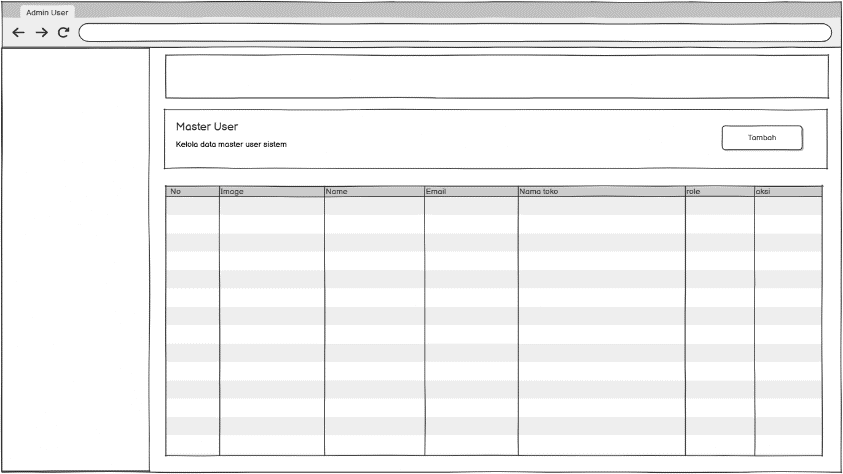 Admin User
Master User
Kelola data master user sistem
Tambah
No Image Name Email Nama toko role aksi